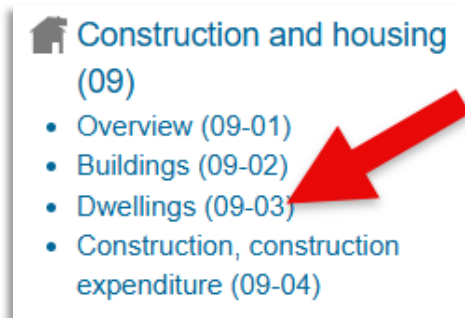 Construction and housing
(09)
• Overview (09-01)
• Buildings (09-02)
• Dwellings (09-03)
• Construction, construction
expenditure (09-04)